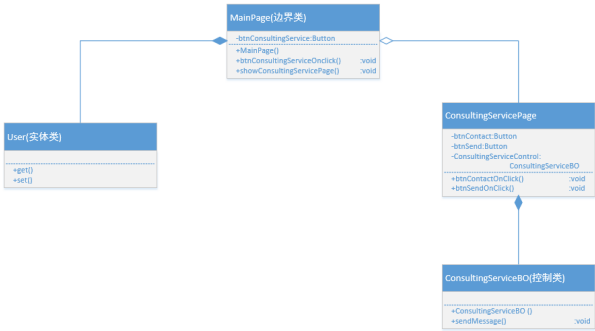 MainPage(边界类)
-btnConsultingService:Button
+MainPage()
+btnConsultingServiceOnclick() :void
+showConsultingServicePage() :void
User(实体类)
+get()
+set()
ConsultingServicePage
-btnContact:Button
-btnSend:Button
-ConsultingServiceControl:
ConsultingServiceBO
+btnContactOnClick() :void
+btnSendOnClick() :void
ConsultingServiceBO(控制类)
+ConsultingServiceBO ()
+sendMessage() :void